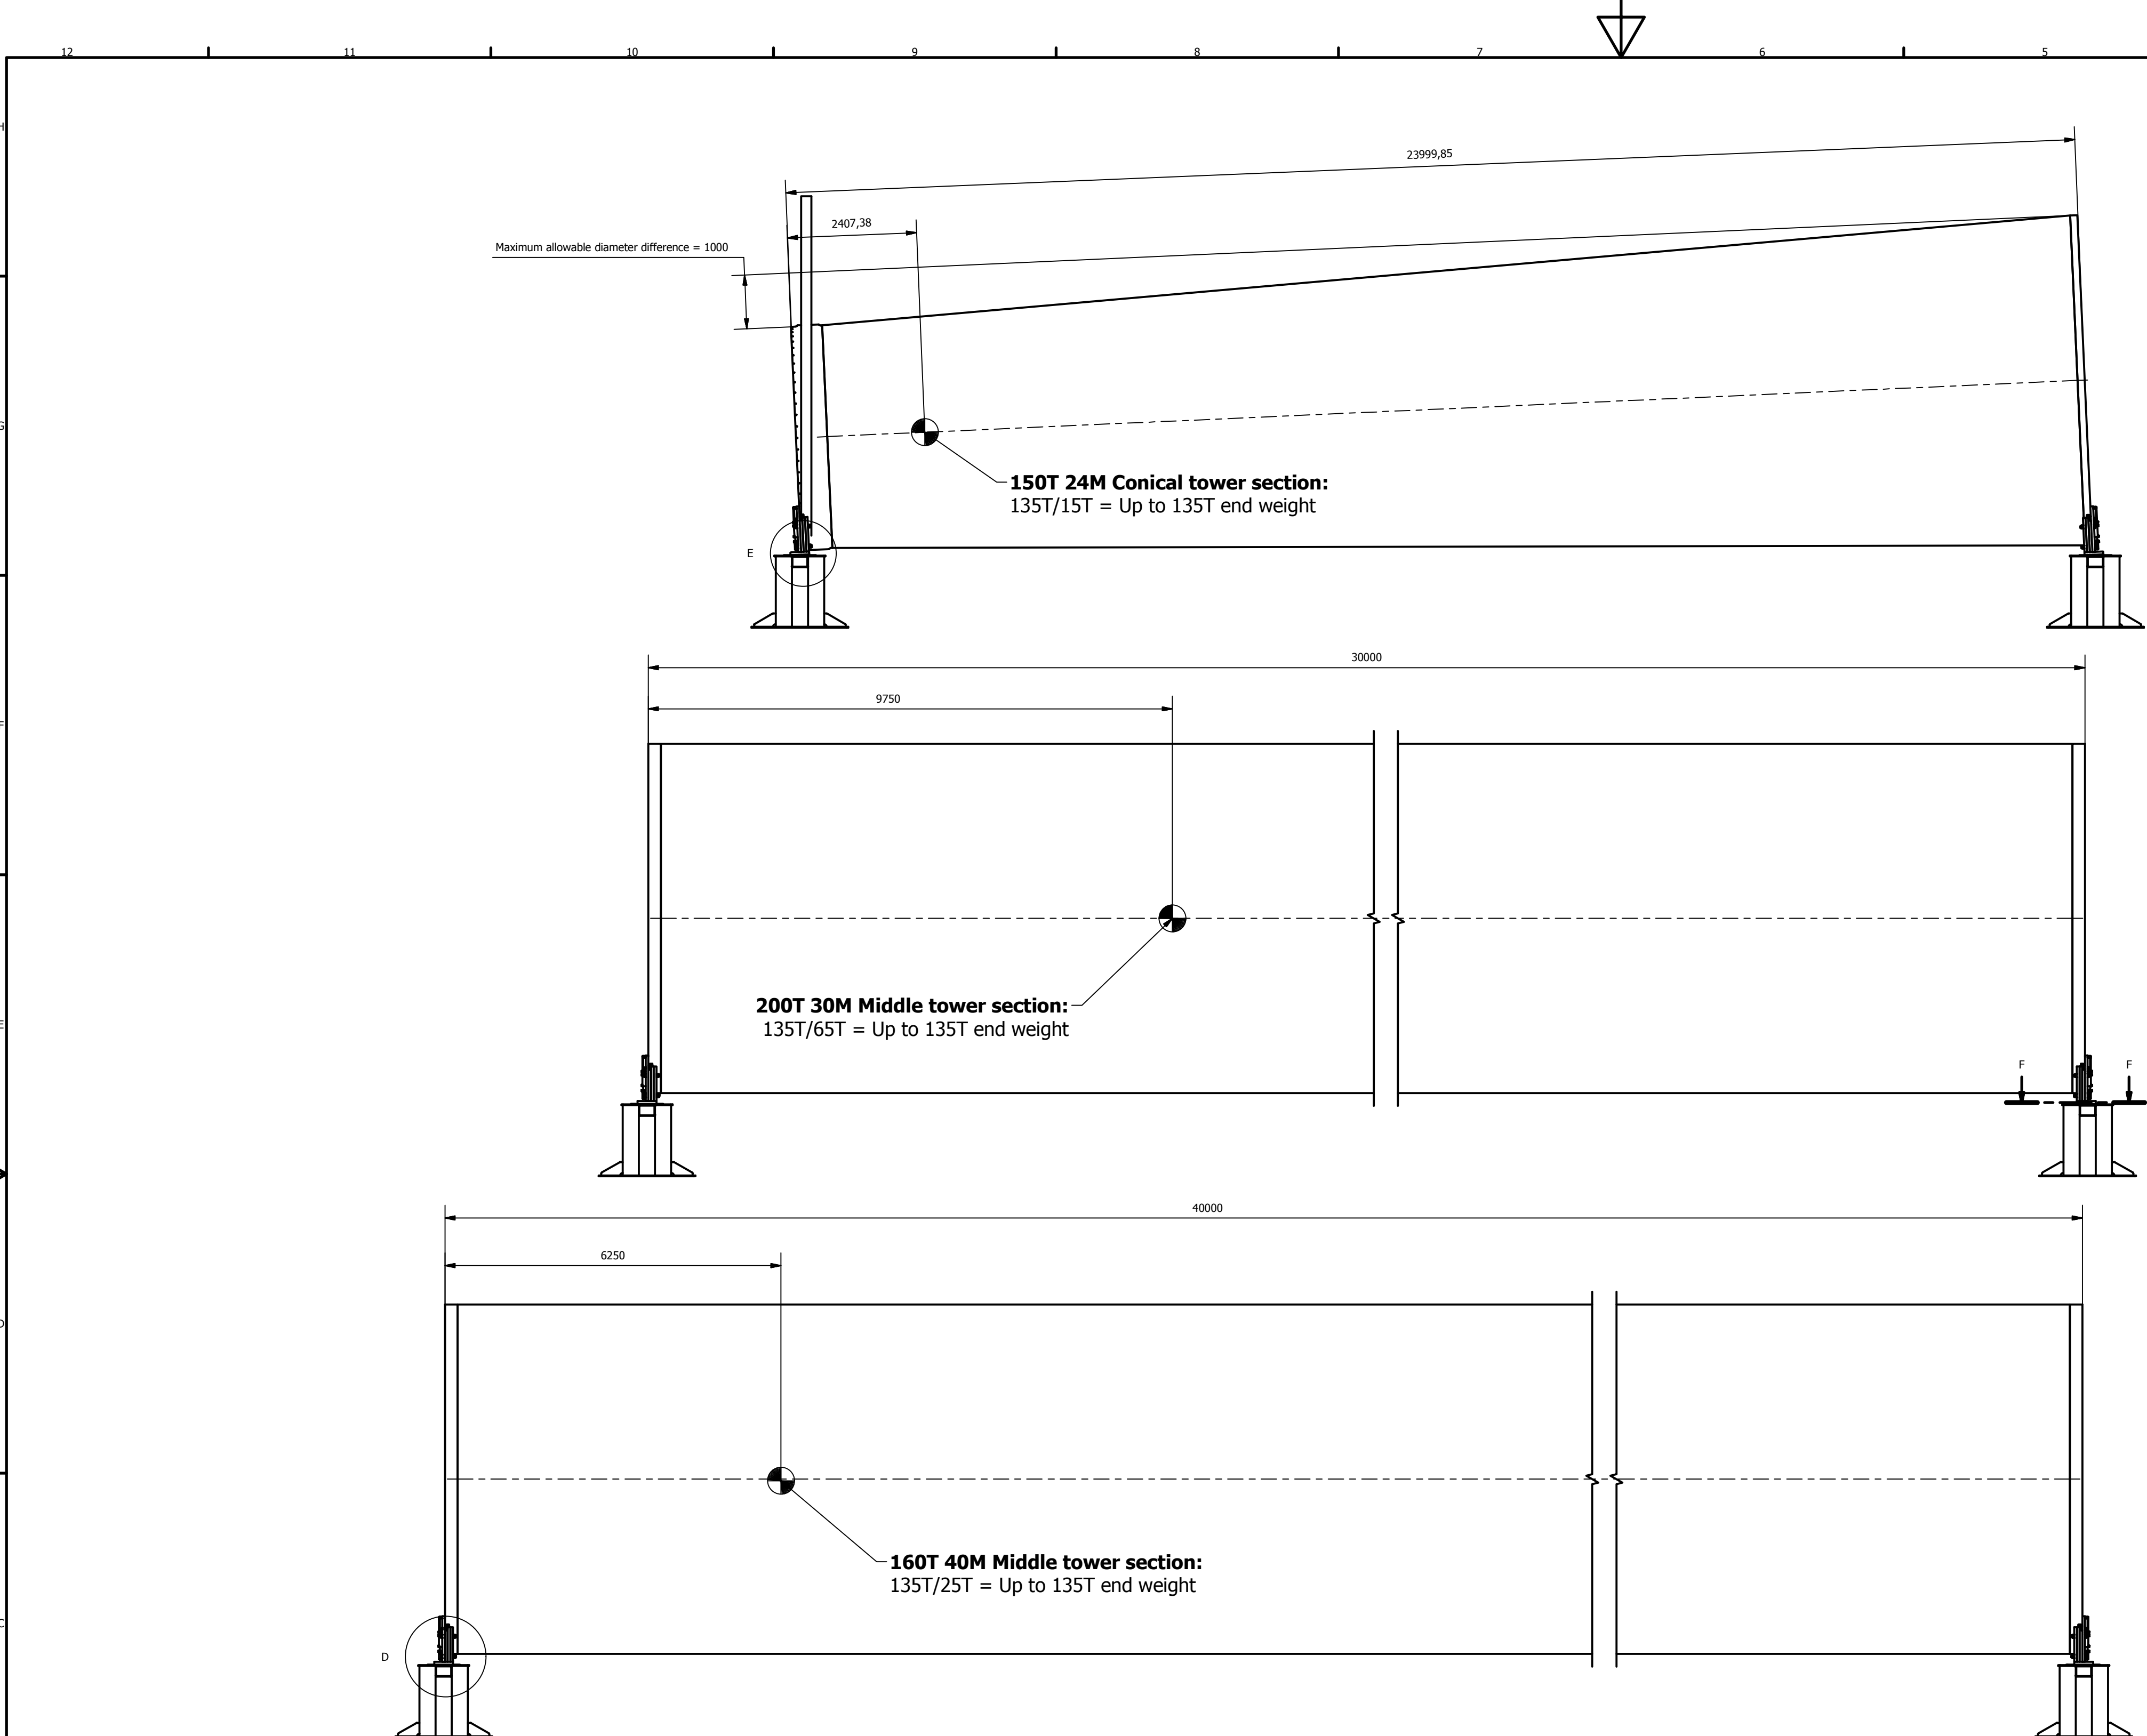 12 11 10 9 8 7 6 5
H
23999,85
2407,38
Maximum allowable diameter difference = 1000
G
150T 24M Conical tower section:
135T/15T = Up to 135T end weight
E
30000
9750
F
200T 30M Middle tower section:
135T/65T = Up to 135T end weight
E
F F
40000
6250
D
160T 40M Middle tower section:
135T/25T = Up to 135T end weight
C
D